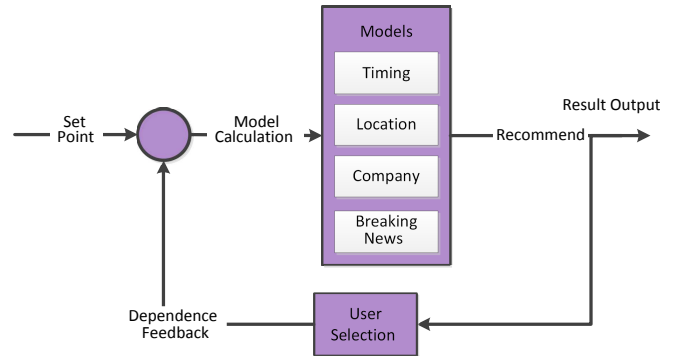 Set
Point
Model
Calculation
Models
Timing
Location
Company
Breaking
News
Recommend
Result Output
User
Selection
Dependence
Feedback